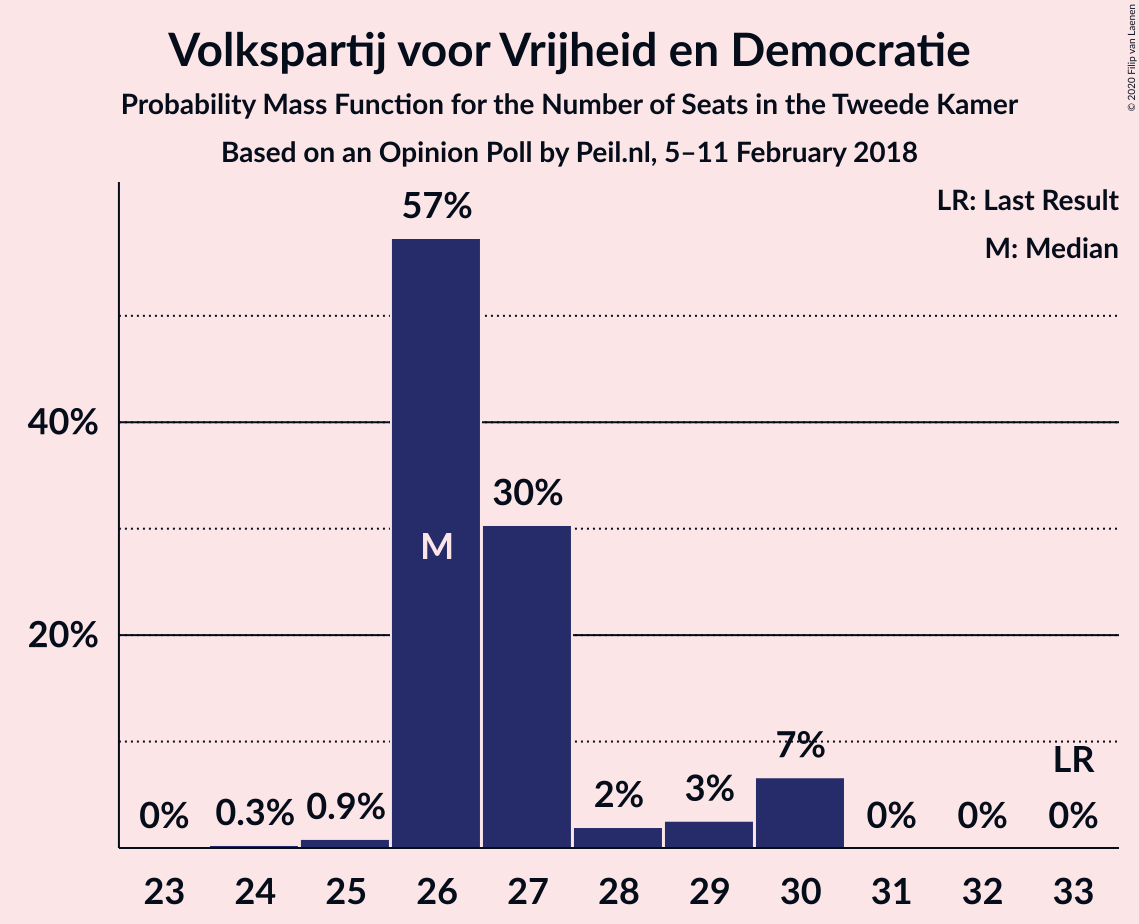 Volkspartij voor Vrijheid en Democratie
Probability Mass Function for the Number of Seats in the Tweede Kamer
Based on an Opinion Poll by Peil.nl, 5–11 February 2018
© 2020 Filip van Laenen
LR: Last Result
M: Median
57%
40%
30%
M
20%
7%
LR
0% 0.3% 0.9% 2% 3% 0% 0% 0%
23 24 25 26 27 28 29 30 31 32 33